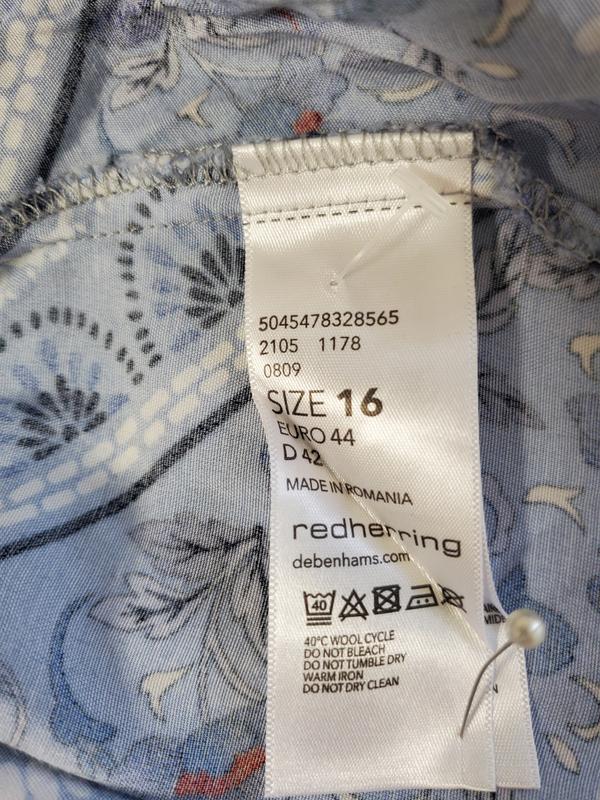 5045478328565
2105 1178
0809
SIZE 16
EURO 44
D 42
MADE IN ROMANIA
redherring
debenhams.com
40
40°C WOOL CYCLE
DO NOT BLEACH
DO NOT TUMBLE DRY
WARM IRON
DO NOT DRY CLEAN